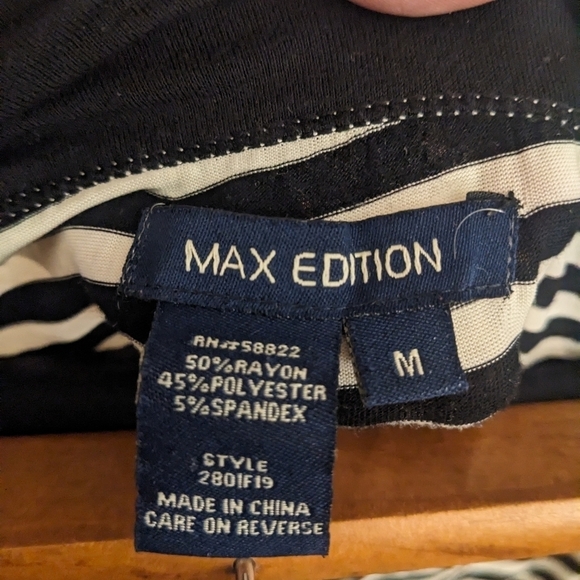 MAX EDITION
M
RN#58822
50%RAYON
45%POLYESTER
5%SPANDEX
STYLE
2801F19
MADE IN CHINA
CARE ON REVERSE